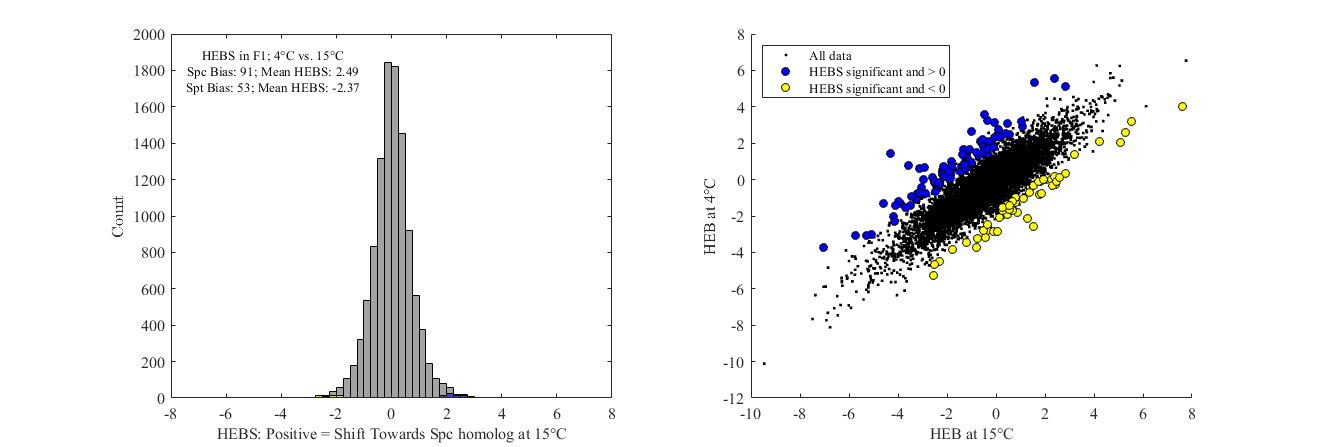 HEBS in F1; 4°C vs. 15°C
Spc Bias: 91; Mean HEBS: 2.49
Spt Bias: 53; Mean HEBS: -2.37
2000
1800
1600
1400
1200
1000
800
600
400
200
0
Count
-8 -6 -4 -2 0 2 4 6 8
HEBS: Positive = Shift Towards Spc homolog at 15°C
All data
HEBS significant and > 0
HEBS significant and < 0
8
6
4
2
0
-2
-4
-6
-8
-10
-12
HEB at 4°C
-10 -8 -6 -4 -2 0 2 4 6 8
HEB at 15°C